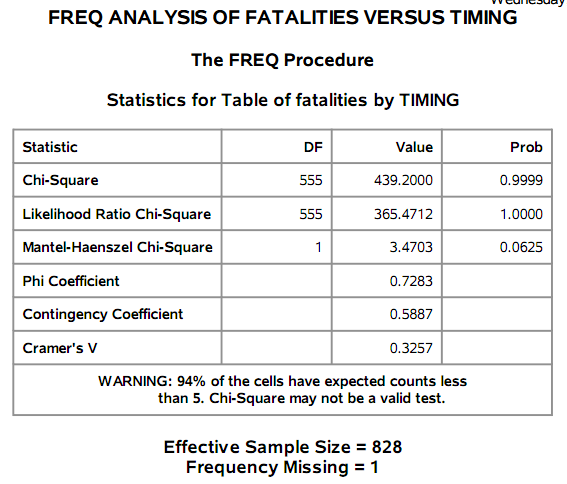 Wednesday
FREQ ANALYSIS OF FATALITIES VERSUS TIMING
The FREQ Procedure
Statistics for Table of fatalities by TIMING
Statistic DF Value Prob
Chi-Square 555 439.2000 0.9999
Likelihood Ratio Chi-Square 555 365.4712 1.0000
Mantel-Haenszel Chi-Square 1 3.4703 0.0625
Phi Coefficient 0.7283
Contingency Coefficient 0.5887
Cramer's V 0.3257
WARNING: 94% of the cells have expected counts less
than 5. Chi-Square may not be a valid test.
Effective Sample Size = 828
Frequency Missing = 1